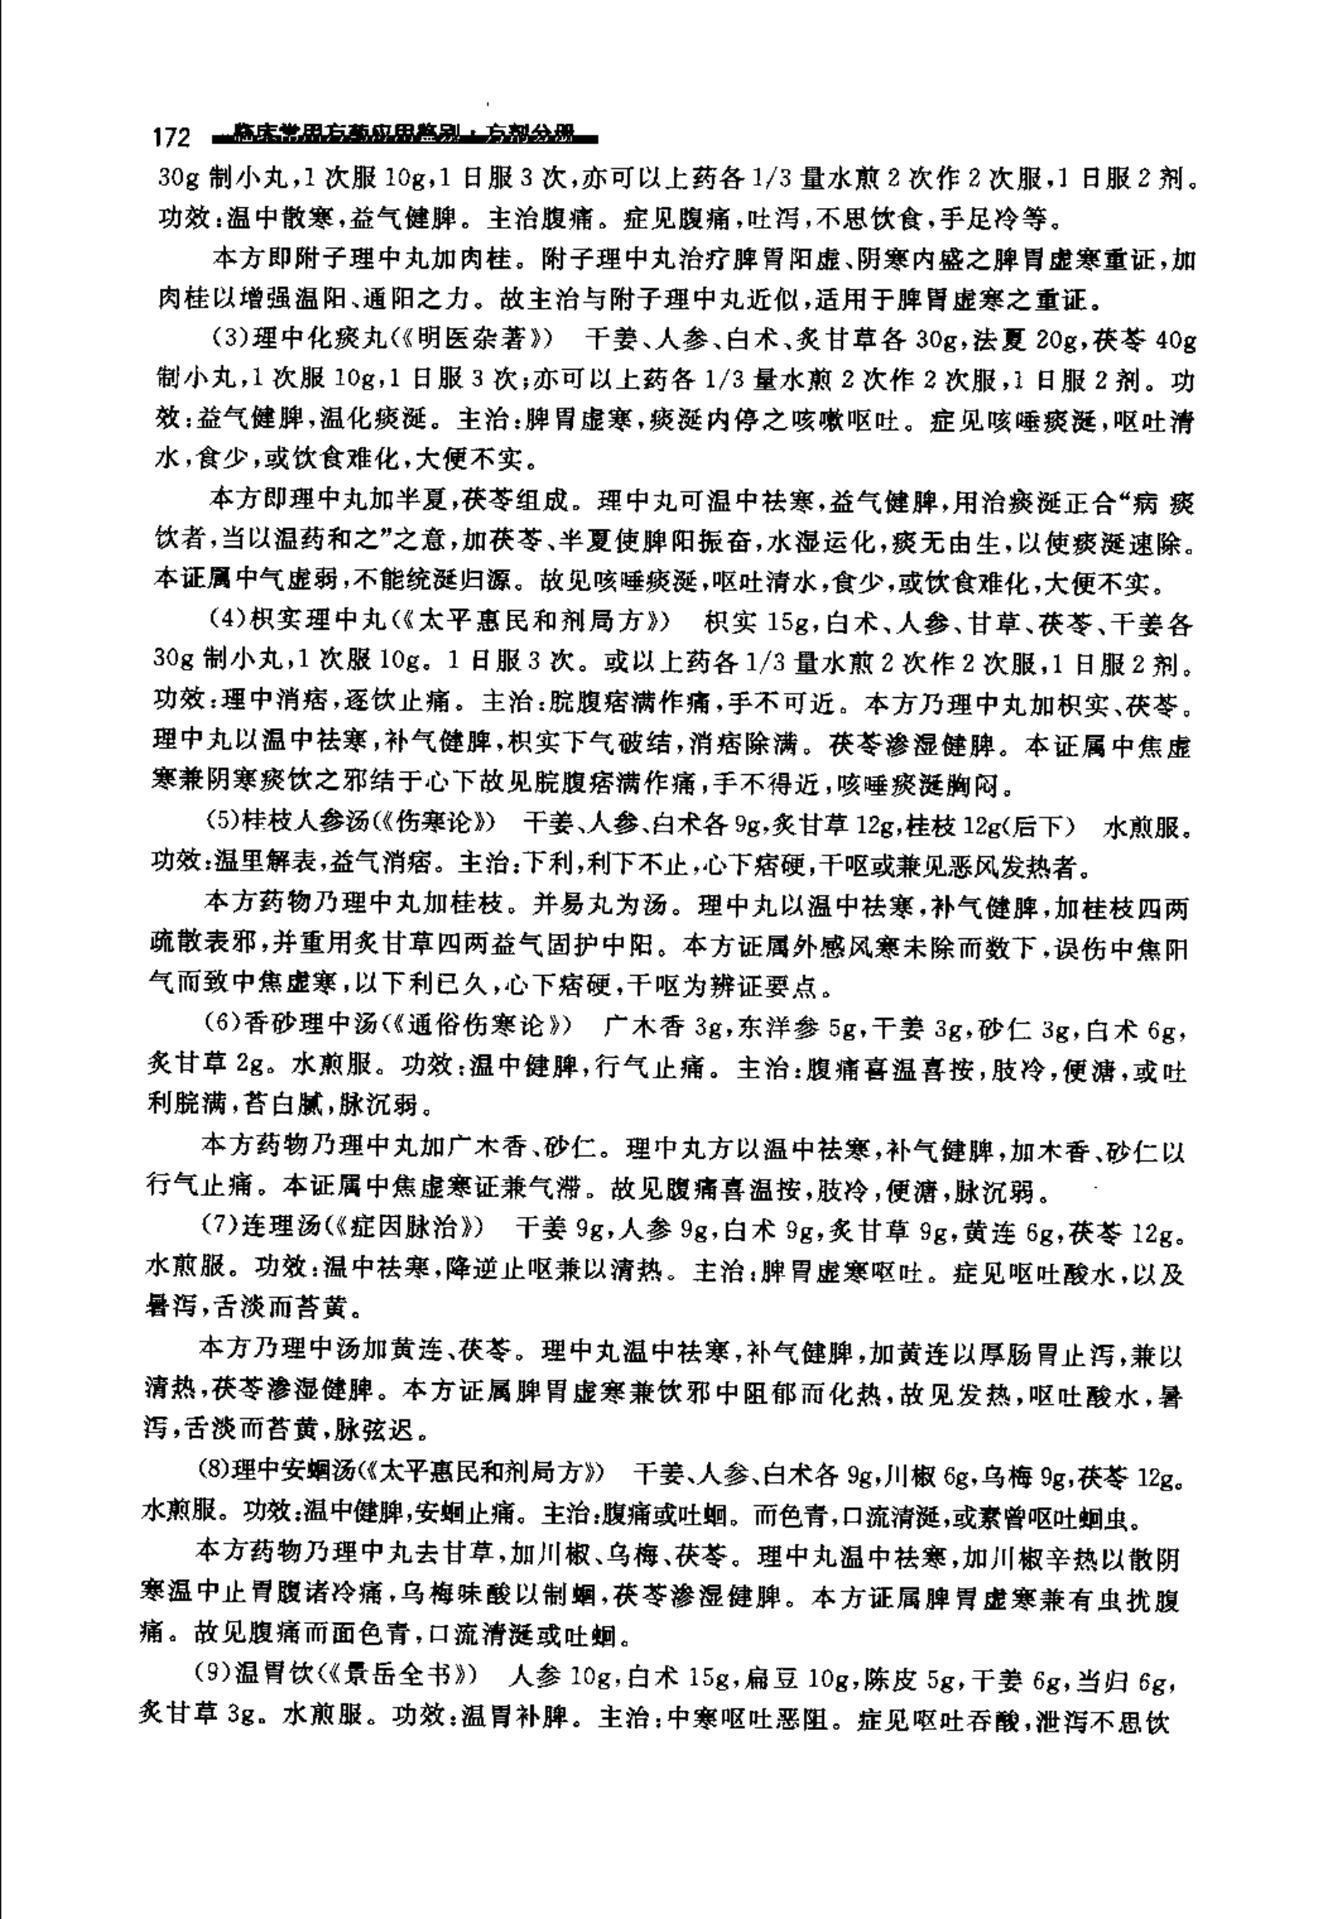 172 临床常用方药应用鉴别·方剂分册
30g 制小丸,1 次服 10g,1 日服 3 次,亦可以上药各 1/3 量水煎 2 次作 2 次服,1 日服 2 剂。
功效:温中散寒,益气健脾。主治腹痛。症见腹痛,吐泻,不思饮食,手足冷等。
本方即附子理中丸加肉桂。附子理中丸治疗脾胃阳虚、阴寒内盛之脾胃虚寒重证,加
肉桂以增强温阳、通阳之力。故主治与附子理中丸近似,适用于脾胃虚寒之重证。
(3)理中化痰丸(《明医杂著》) 干姜、人参、白术、炙甘草各 30g,法夏 20g,茯苓 40g
制小丸,1 次服 10g,1 日服 3 次;亦可以上药各 1/3 量水煎 2 次作 2 次服,1 日服 2 剂。功
效:益气健脾,温化痰涎。主治:脾胃虚寒,痰涎内停之咳嗽呕吐。症见咳唾痰涎,呕吐清
水,食少,或饮食难化,大便不实。
本方即理中丸加半夏,茯苓组成。理中丸可温中祛寒,益气健脾,用治痰涎正合“病 痰
饮者,当以温药和之”之意,加茯苓、半夏使脾阳振奋,水湿运化,痰无由生,以使痰涎速除。
本证属中气虚弱,不能统涎归源。故见咳唾痰涎,呕吐清水,食少,或饮食难化,大便不实。
(4)枳实理中丸(《太平惠民和剂局方》) 枳实 15g,白术、人参、甘草、茯苓、干姜各
30g 制小丸,1 次服 10g。1 日服 3 次。或以上药各 1/3 量水煎 2 次作 2 次服,1 日服 2 剂。
功效:理中消痞,逐饮止痛。主治:脘腹痞满作痛,手不可近。本方乃理中丸加枳实、茯苓。
理中丸以温中祛寒,补气健脾,枳实下气破结,消痞除满。茯苓渗湿健脾。本证属中焦虚
寒兼阴寒痰饮之邪结于心下故见脘腹痞满作痛,手不得近,咳唾痰涎胸闷。
(5)桂枝人参汤(《伤寒论》) 干姜、人参、白术各 9g,炙甘草 12g,桂枝 12g(后下) 水煎服。
功效:温里解表,益气消痞。主治:下利,利下不止,心下痞硬,干呕或兼见恶风发热者。
本方药物乃理中丸加桂枝。并易丸为汤。理中丸以温中祛寒,补气健脾,加桂枝四两
疏散表邪,并重用炙甘草四两益气固护中阳。本方证属外感风寒未除而数下,误伤中焦阳
气而致中焦虚寒,以下利已久,心下痞硬,干呕为辨证要点。
(6)香砂理中汤(《通俗伤寒论》) 广木香 3g,东洋参 5g,干姜 3g,砂仁 3g,白术 6g,
炙甘草 2g。水煎服。功效:温中健脾,行气止痛。主治:腹痛喜温喜按,肢冷,便溏,或吐
利脘满,苔白腻,脉沉弱。
本方药物乃理中丸加广木香、砂仁。理中丸方以温中祛寒,补气健脾,加木香、砂仁以
行气止痛。本证属中焦虚寒证兼气滞。故见腹痛喜温按,肢冷,便溏,脉沉弱。
(7)连理汤(《症因脉治》) 干姜 9g,人参 9g,白术 9g,炙甘草 9g,黄连 6g,茯苓 12g。
水煎服。功效:温中祛寒,降逆止呕兼以清热。主治:脾胃虚寒呕吐。症见呕吐酸水,以及
暑泻,舌淡而苔黄。
本方乃理中汤加黄连、茯苓。理中丸温中祛寒,补气健脾,加黄连以厚肠胃止泻,兼以
清热,茯苓渗湿健脾。本方证属脾胃虚寒兼饮邪中阻郁而化热,故见发热,呕吐酸水,暑
泻,舌淡而苔黄,脉弦迟。
(8)理中安蛔汤(《太平惠民和剂局方》) 干姜、人参、白术各 9g,川椒 6g,乌梅 9g,茯苓 12g。
水煎服。功效:温中健脾,安蛔止痛。主治:腹痛或吐蛔。而色青,口流清涎,或素曾呕吐蛔虫。
本方药物乃理中丸去甘草,加川椒、乌梅、茯苓。理中丸温中祛寒,加川椒辛热以散阴
寒温中止胃腹诸冷痛,乌梅味酸以制蛔,茯苓渗湿健脾。本方证属脾胃虚寒兼有虫扰腹
痛。故见腹痛而面色青,口流清涎或吐蛔。
(9)温胃饮(《景岳全书》) 人参 10g,白术 15g,扁豆 10g,陈皮 5g,干姜 6g,当归 6g,
炙甘草 3g。水煎服。功效:温胃补脾。主治:中寒呕吐恶阻。症见呕吐吞酸,泄泻不思饮